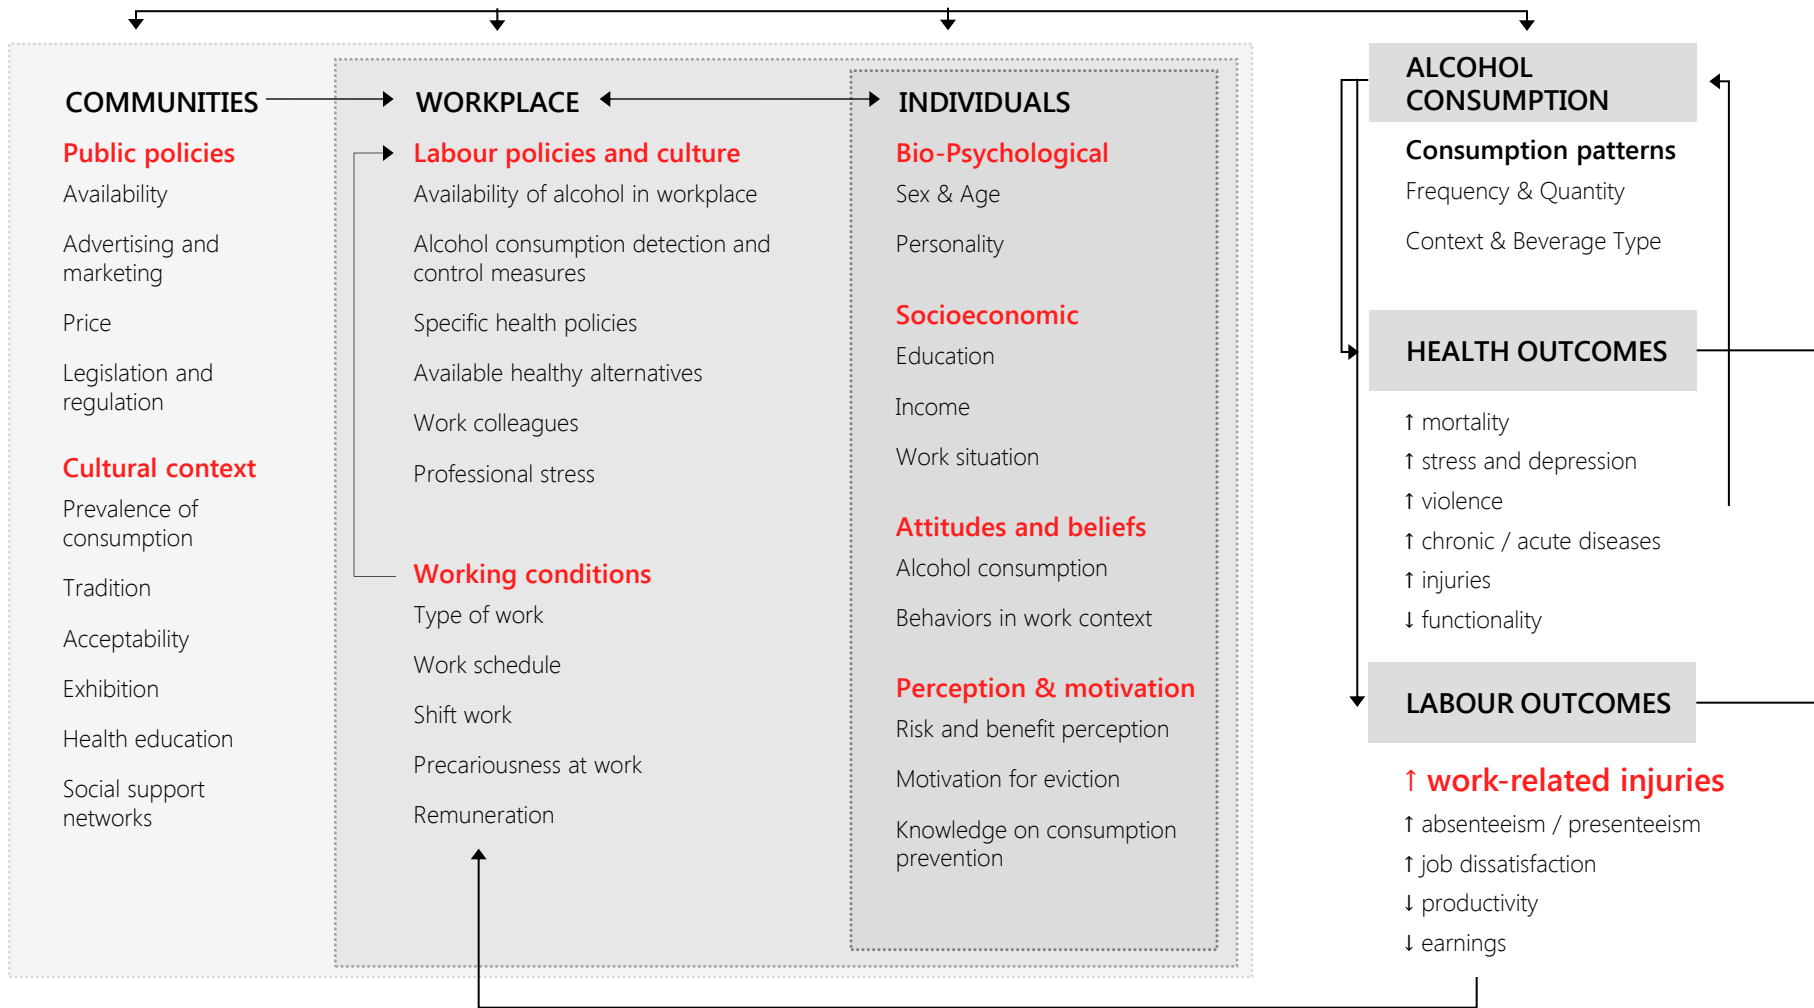 COMMUNITIES
Public policies
Availability
Advertising and
marketing
Price
Legislation and
regulation
Cultural context
Prevalence of
consumption
Tradition
Acceptability
Exhibition
Health education
Social support
networks
WORKPLACE
Labour policies and culture
Availability of alcohol in workplace
Alcohol consumption detection and
control measures
Specific health policies
Available healthy alternatives
Work colleagues
Professional stress
Working conditions
Type of work
Work schedule
Shift work
Precariousness at work
Remuneration
INDIVIDUALS
Bio-Psychological
Sex & Age
Personality
Socioeconomic
Education
Income
Work situation
Attitudes and beliefs
Alcohol consumption
Behaviors in work context
Perception & motivation
Risk and benefit perception
Motivation for eviction
Knowledge on consumption
prevention
ALCOHOL
CONSUMPTION
Consumption patterns
Frequency & Quantity
Context & Beverage Type
HEALTH OUTCOMES
↑ mortality
↑ stress and depression
↑ violence
↑ chronic / acute diseases
↑ injuries
↓ functionality
LABOUR OUTCOMES
↑ work-related injuries
↑ absenteeism / presenteeism
↑ job dissatisfaction
↓ productivity
↓ earnings